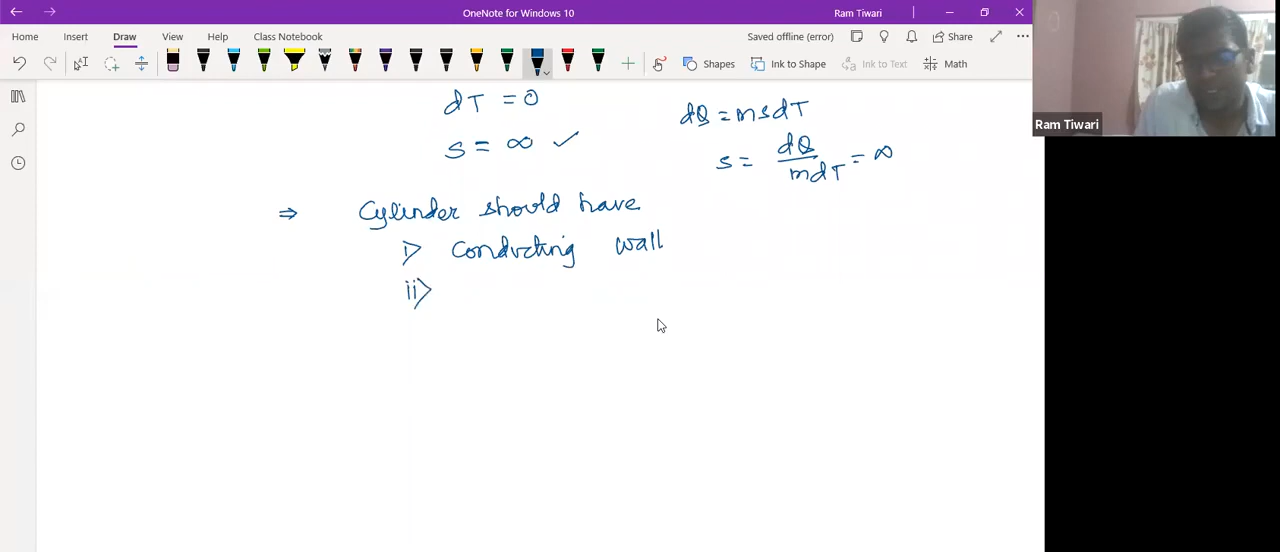 OneNote for Windows 10
Ram Tiwari
Home Insert Draw View Help Class Notebook
Saved offline (error)
Share
Shapes
Ink to Shape
Ink to Text
Math
Ram Tiwari
dT = 0
dQ = msdT
s = ∞ ✓
s = dQ/mdT = ∞
⇒ Cylinder should have
i> conducting wall
ii>